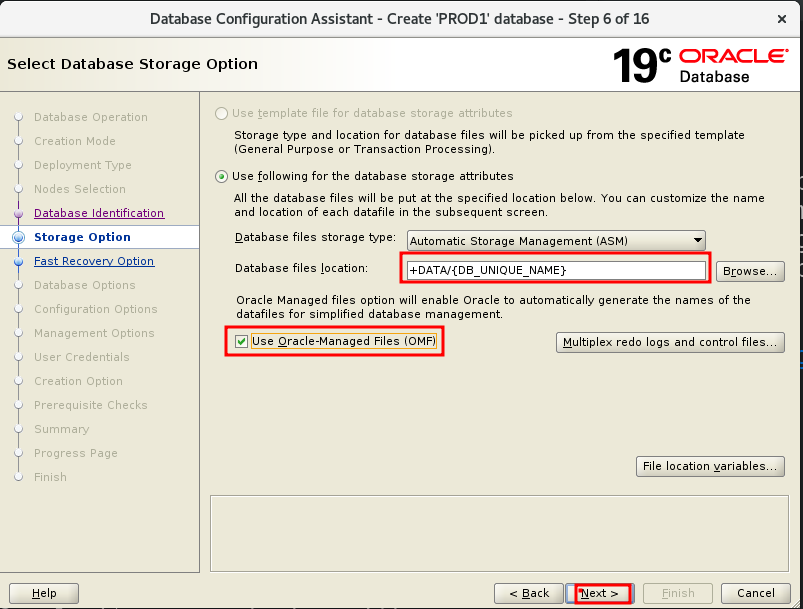 Database Configuration Assistant - Create 'PROD1' database - Step 6 of 16
Select Database Storage Option
19c ORACLE
Database
Database Operation
Creation Mode
Deployment Type
Nodes Selection
Database Identification
Storage Option
Fast Recovery Option
Database Options
Configuration Options
Management Options
User Credentials
Creation Option
Prerequisite Checks
Summary
Progress Page
Finish
Use template file for database storage attributes
Storage type and location for database files will be picked up from the specified template
(General Purpose or Transaction Processing).
Use following for the database storage attributes
All the database files will be put at the specified location below. You can customize the name
and location of each datafile in the subsequent screen.
Database files storage type: Automatic Storage Management (ASM)
Database files location: +DATA/{DB_UNIQUE_NAME} Browse...
Oracle Managed files option will enable Oracle to automatically generate the names of the
datafiles for simplified database management.
Use Oracle-Managed Files (OMF) Multiplex redo logs and control files...
File location variables...
Help < Back Next > Finish Cancel